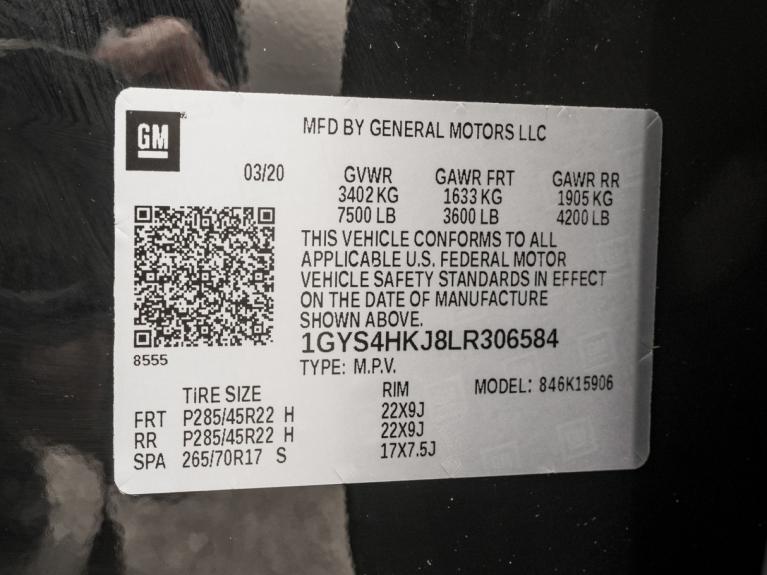 GM
MFD BY GENERAL MOTORS LLC
03/20 GVWR GAWR FRT GAWR RR
3402 KG 1633 KG 1905 KG
7500 LB 3600 LB 4200 LB
THIS VEHICLE CONFORMS TO ALL
APPLICABLE U.S. FEDERAL MOTOR
VEHICLE SAFETY STANDARDS IN EFFECT
ON THE DATE OF MANUFACTURE
SHOWN ABOVE.
1GYS4HKJ8LR306584
8555
TYPE: M.P.V. MODEL: 846K15906
TIRE SIZE RIM
FRT P285/45R22 H 22X9J
RR P285/45R22 H 22X9J
SPA 265/70R17 S 17X7.5J